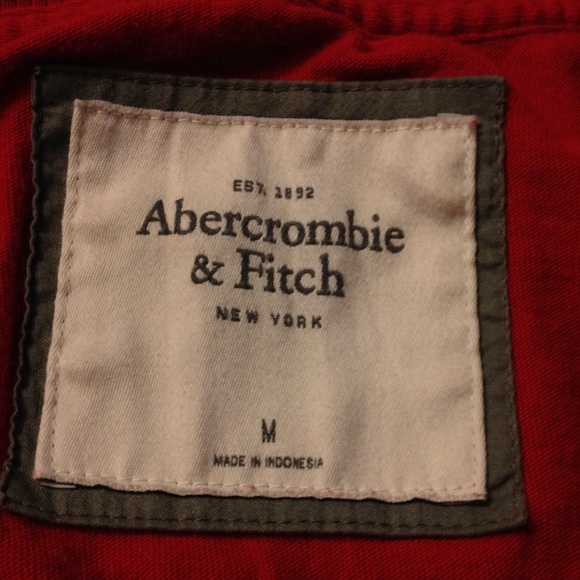 EST. 1892
Abercrombie
& Fitch
NEW YORK
M
MADE IN INDONESIA